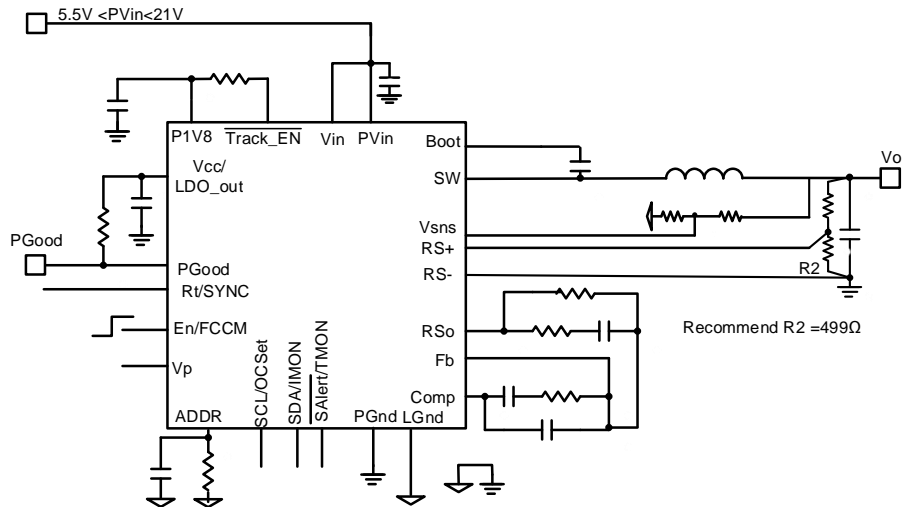 5.5V <PVin<21V
P1V8
Track_EN
Vin
PVin
Boot
Vcc/
LDO_out
SW
Vo
Vsns
PGood
RS+
PGood
R2
Rt/SYNC
RS-
En/FCCM
RSo
Recommend R2 =499Ω
Vp
Fb
Comp
ADDR
SCL/OCSet
SDA/IMON
SAlert/TMON
PGnd
LGnd